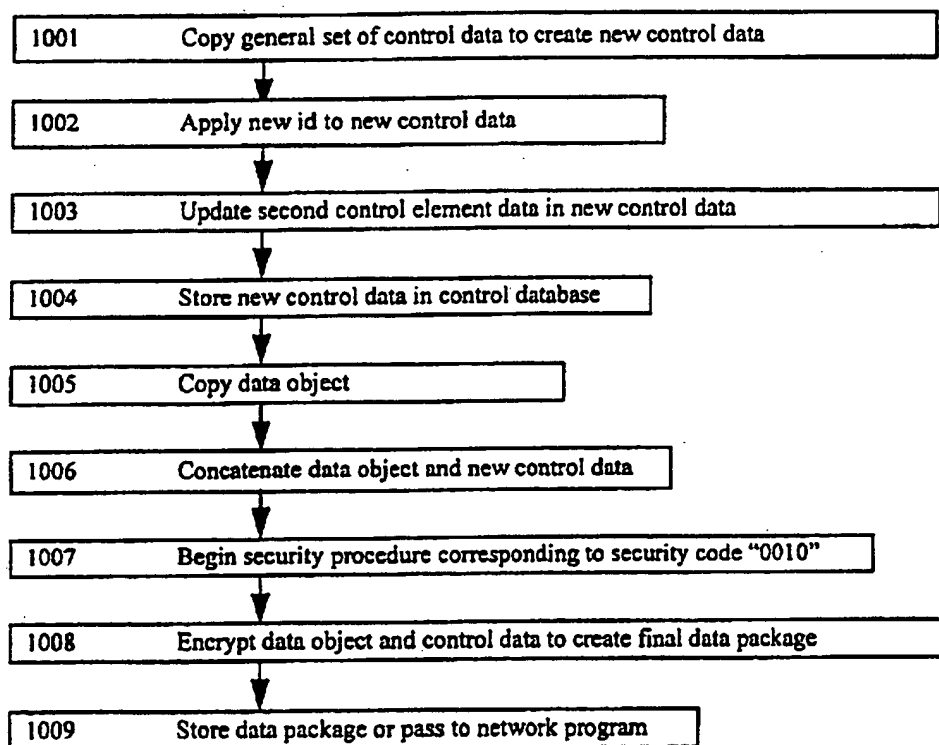 1001 Copy general set of control data to create new control data
1002 Apply new id to new control data
1003 Update second control element data in new control data
1004 Store new control data in control database
1005 Copy data object
1006 Concatenate data object and new control data
1007 Begin security procedure corresponding to security code “0010”
1008 Encrypt data object and control data to create final data package
1009 Store data package or pass to network program